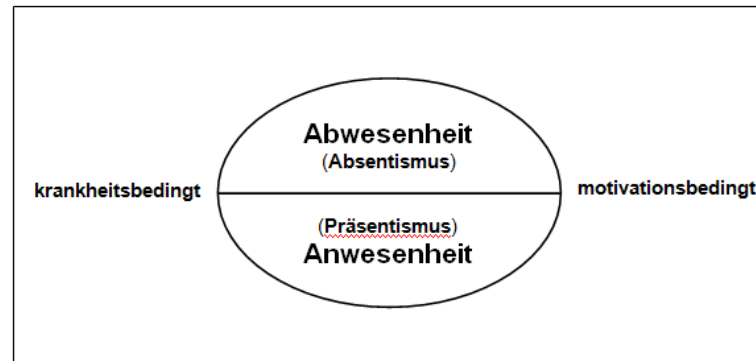 Abwesenheit
(Absentismus)
krankheitsbedingt
motivationsbedingt
(Präsentismus)
Anwesenheit